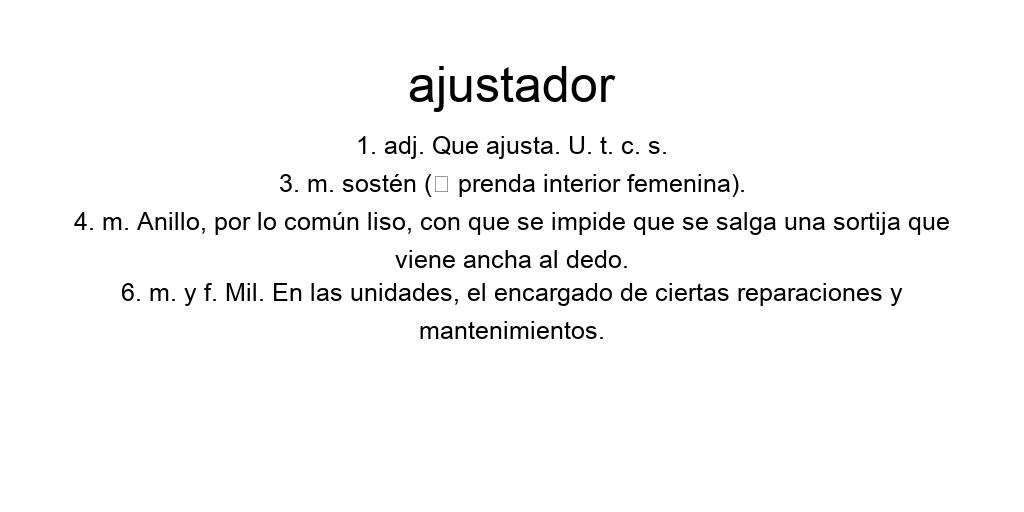 ajustador
1. adj. Que ajusta. U. t. c. s.
3. m. sostén (□ prenda interior femenina).
4. m. Anillo, por lo común liso, con que se impide que se salga una sortija que
viene ancha al dedo.
6. m. y f. Mil. En las unidades, el encargado de ciertas reparaciones y
mantenimientos.